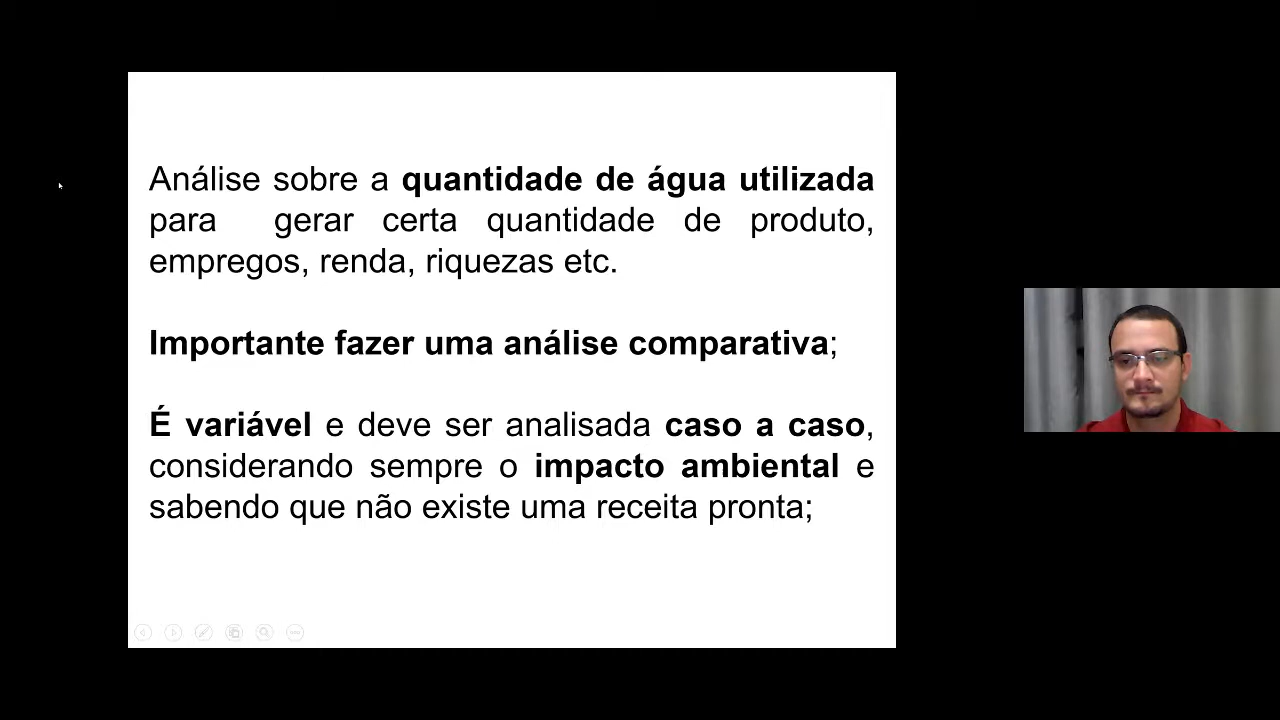 Análise sobre a quantidade de água utilizada
para gerar certa quantidade de produto,
empregos, renda, riquezas etc.
Importante fazer uma análise comparativa;
É variável e deve ser analisada caso a caso,
considerando sempre o impacto ambiental e
sabendo que não existe uma receita pronta;